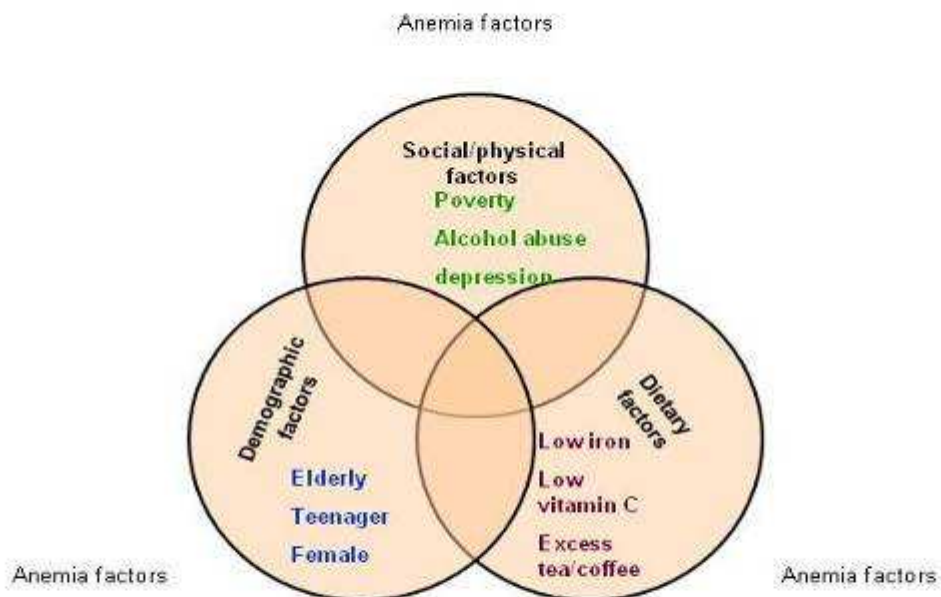 Anemia factors
Social/physical
factors
Poverty
Alcohol abuse
depression
Demographic
factors
Elderly
Teenager
Female
Dietary
factors
Low iron
Low
vitamin C
Excess
tea/coffee
Anemia factors
Anemia factors